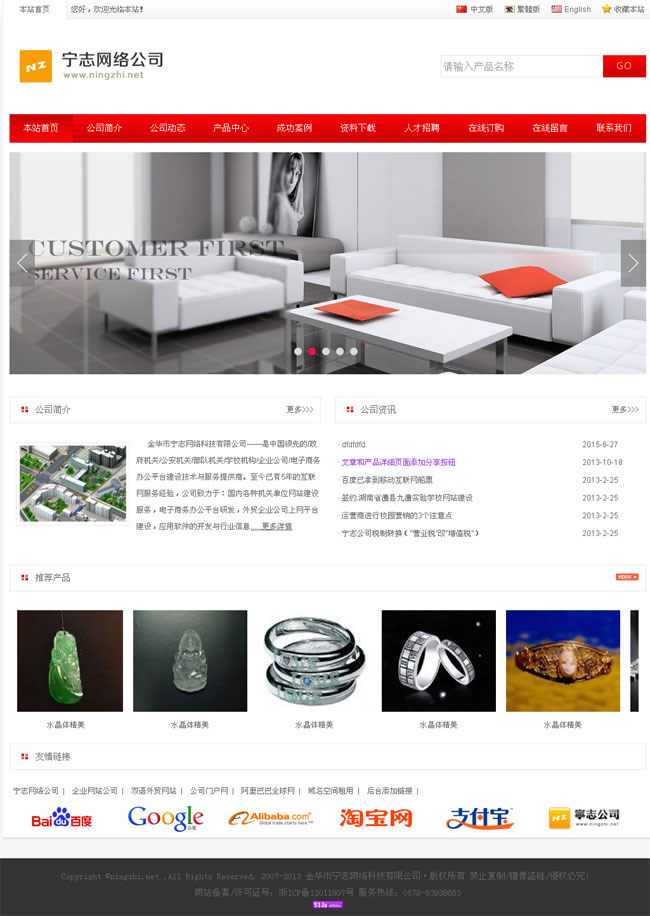 本站首页 您好，欢迎光临本站！ 中文版 繁體版 English 收藏本站
NZ 宁志网络公司
www.ningzhi.net
请输入产品名称 GO
本站首页 公司简介 公司动态 产品中心 成功案例 资料下载 人才招聘 在线订购 在线留言 联系我们
CUSTOMER FIRST
SERVICE FIRST
公司简介 更多>>>
金华市宁志网络科技有限公司——是中国领先的/政
府机关/公安机关/部队机关/学校机构/企业公司/电子商务
办公平台建设技术与服务提供商。至今已有5年的互联
网服务经验，公司致力于：国内各种机关单位网站建设
服务，电子商务办公平台研发，外贸企业公司上网平台
建设，应用软件的开发与行业信息......更多详情
公司资讯 更多>>>
· dfdfdfd 2015-6-27
· 文章和产品详细页面添加分享按钮 2013-10-18
· 百度已拿到移动互联网船票 2013-2-25
· 签约湖南省澧县九澧实验学校网站建设 2013-2-25
· 运营商进行校园营销的3个注意点 2013-2-25
· 宁志公司税制转换（"营业税"改"增值税"） 2013-2-25
推荐产品 MORE
水晶体精美 水晶体精美 水晶体精美 水晶体精美 水晶体精美
友情链接
宁志网络公司 | 企业网站公司 | 双语外贸网站 | 公司门户网 | 阿里巴巴全球网 | 域名空间租用 | 后台添加链接 |
Bai du 百度 Google Alibaba.com 淘宝网 支付宝 NZ 寧志公司
Global trade starts here.™ www.ningzhi.net
Copyright ©ningzhi.net .All Rights Reserved. 2007-2013 金华市宁志网络科技有限公司·版权所有 禁止复制/镜像盗链/侵权必究！
网站备案/许可证号：浙ICP备12011807号 服务热线：0579-83938663
51La